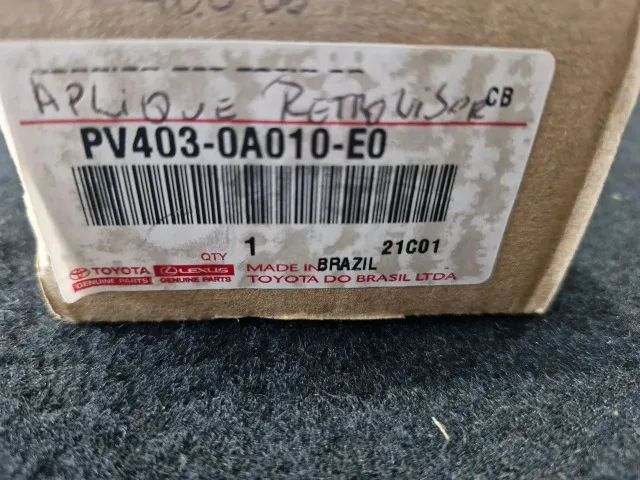 APLIQUE RETROVISOR CB
PV403-0A010-E0
QTY 1 21C01
TOYOTA GENUINE PARTS LEXUS GENUINE PARTS MADE IN BRAZIL
TOYOTA DO BRASIL LTDA